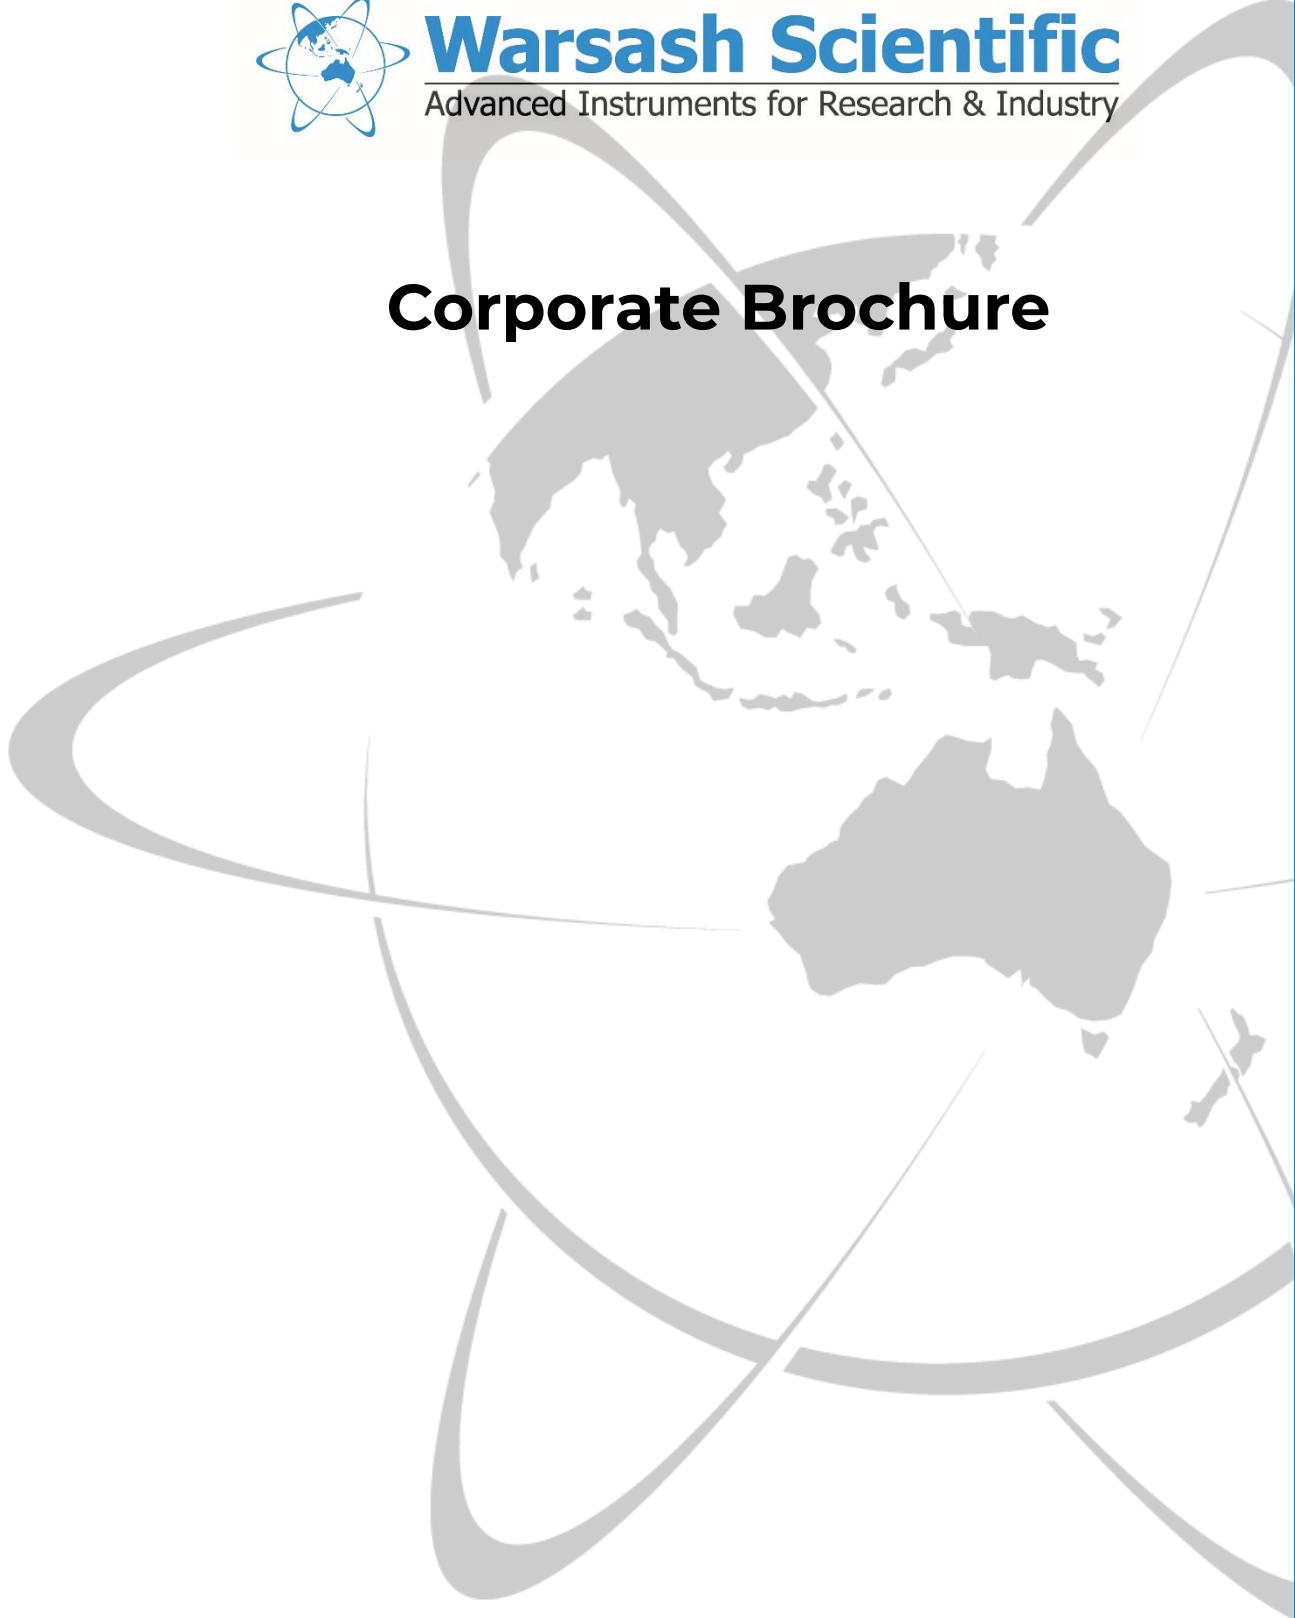 Warsash Scientific
Advanced Instruments for Research & Industry
Corporate Brochure